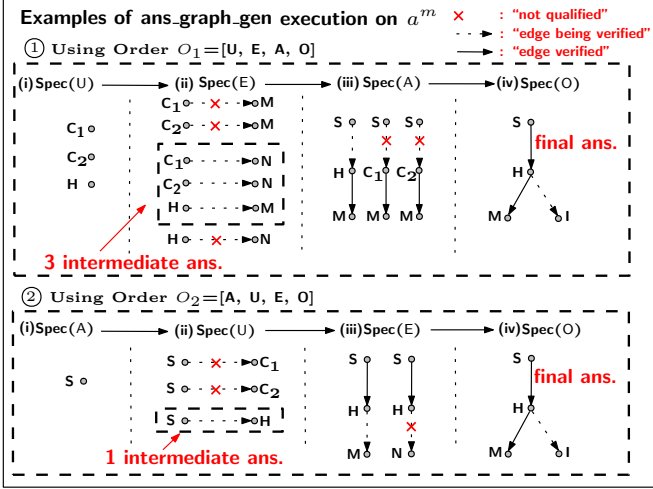 Examples of ans_graph_gen execution on a^m
× : "not qualified"
① Using Order O₁=[U, E, A, O]
: "edge being verified"
: "edge verified"
(i) Spec(U) (ii) Spec(E) (iii) Spec(A) (iv) Spec(O)
C₁ M
C₂ M
C₁
C₂
H
C₁ N
C₂ N
H M
H N
S S S
H C₁ C₂
M M M
S
final ans.
H
M I
3 intermediate ans.
② Using Order O₂=[A, U, E, O]
(i) Spec(A) (ii) Spec(U) (iii) Spec(E) (iv) Spec(O)
S
S C₁
S C₂
S H
S S
H H
M N
S
final ans.
H
M I
1 intermediate ans.